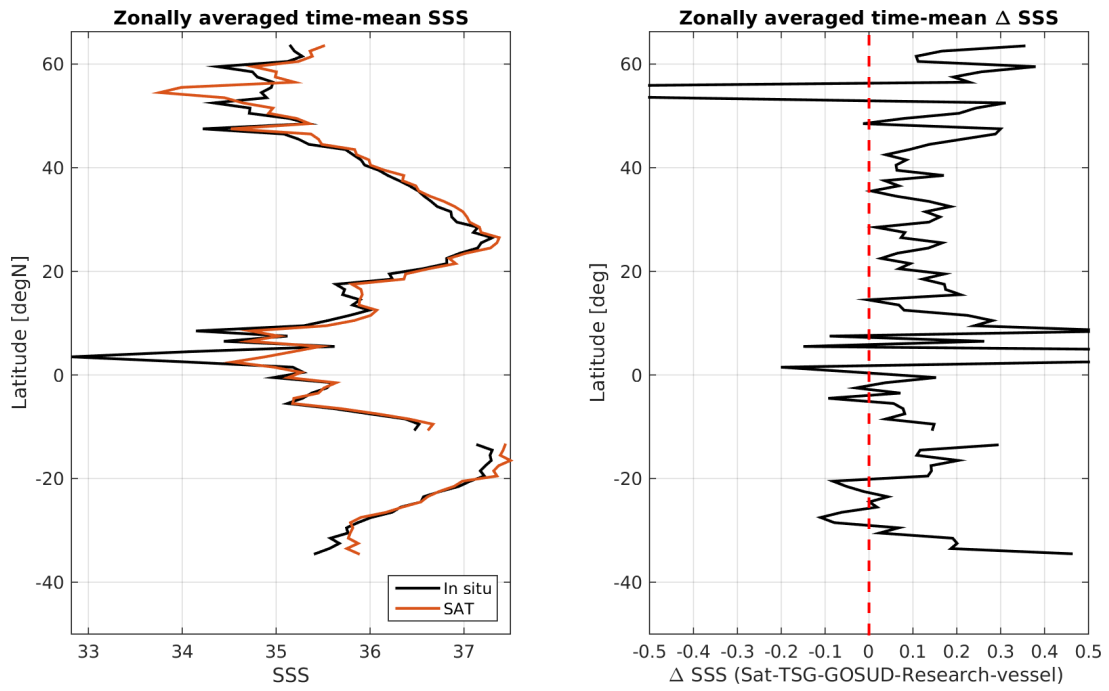 Zonally averaged time-mean SSS
60
40
20
0
-20
-40
Latitude [degN]
33 34 35 36 37
SSS
In situ
SAT
Zonally averaged time-mean Δ SSS
60
40
20
0
-20
-40
Latitude [deg]
-0.5 -0.4 -0.3 -0.2 -0.1 0 0.1 0.2 0.3 0.4 0.5
Δ SSS (Sat-TSG-GOSUD-Research-vessel)